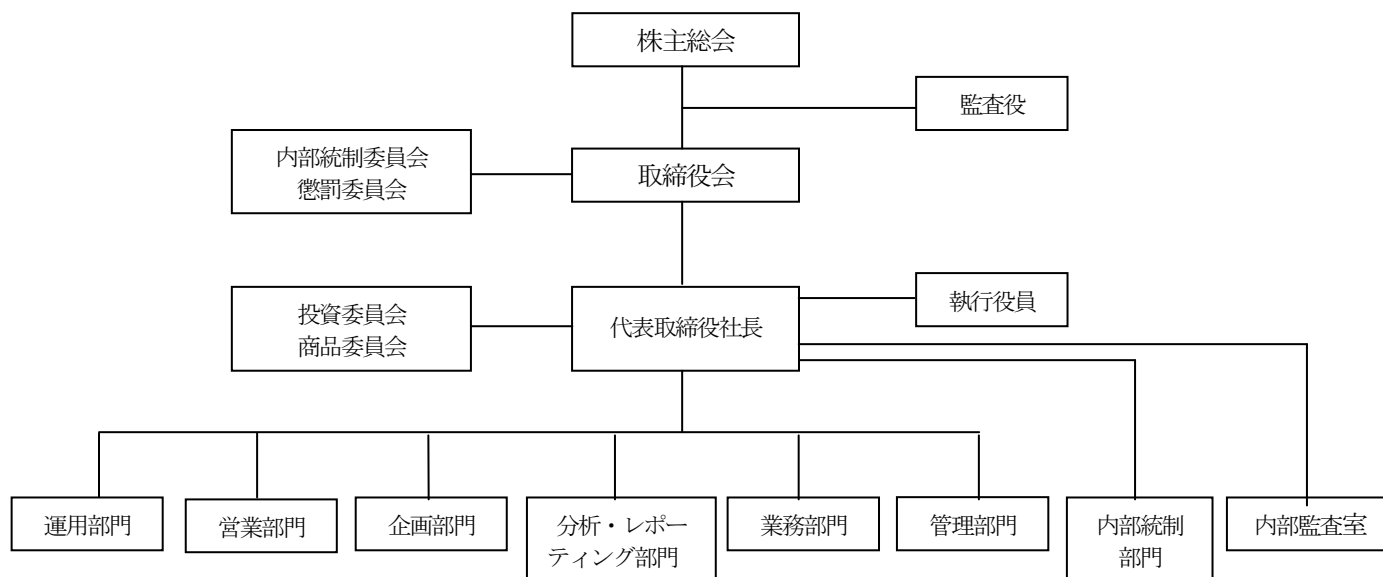 株主総会
監査役
内部統制委員会
懲罰委員会
取締役会
執行役員
投資委員会
商品委員会
代表取締役社長
運用部門
営業部門
企画部門
分析・レポー
ティング部門
業務部門
管理部門
内部統制
部門
内部監査室